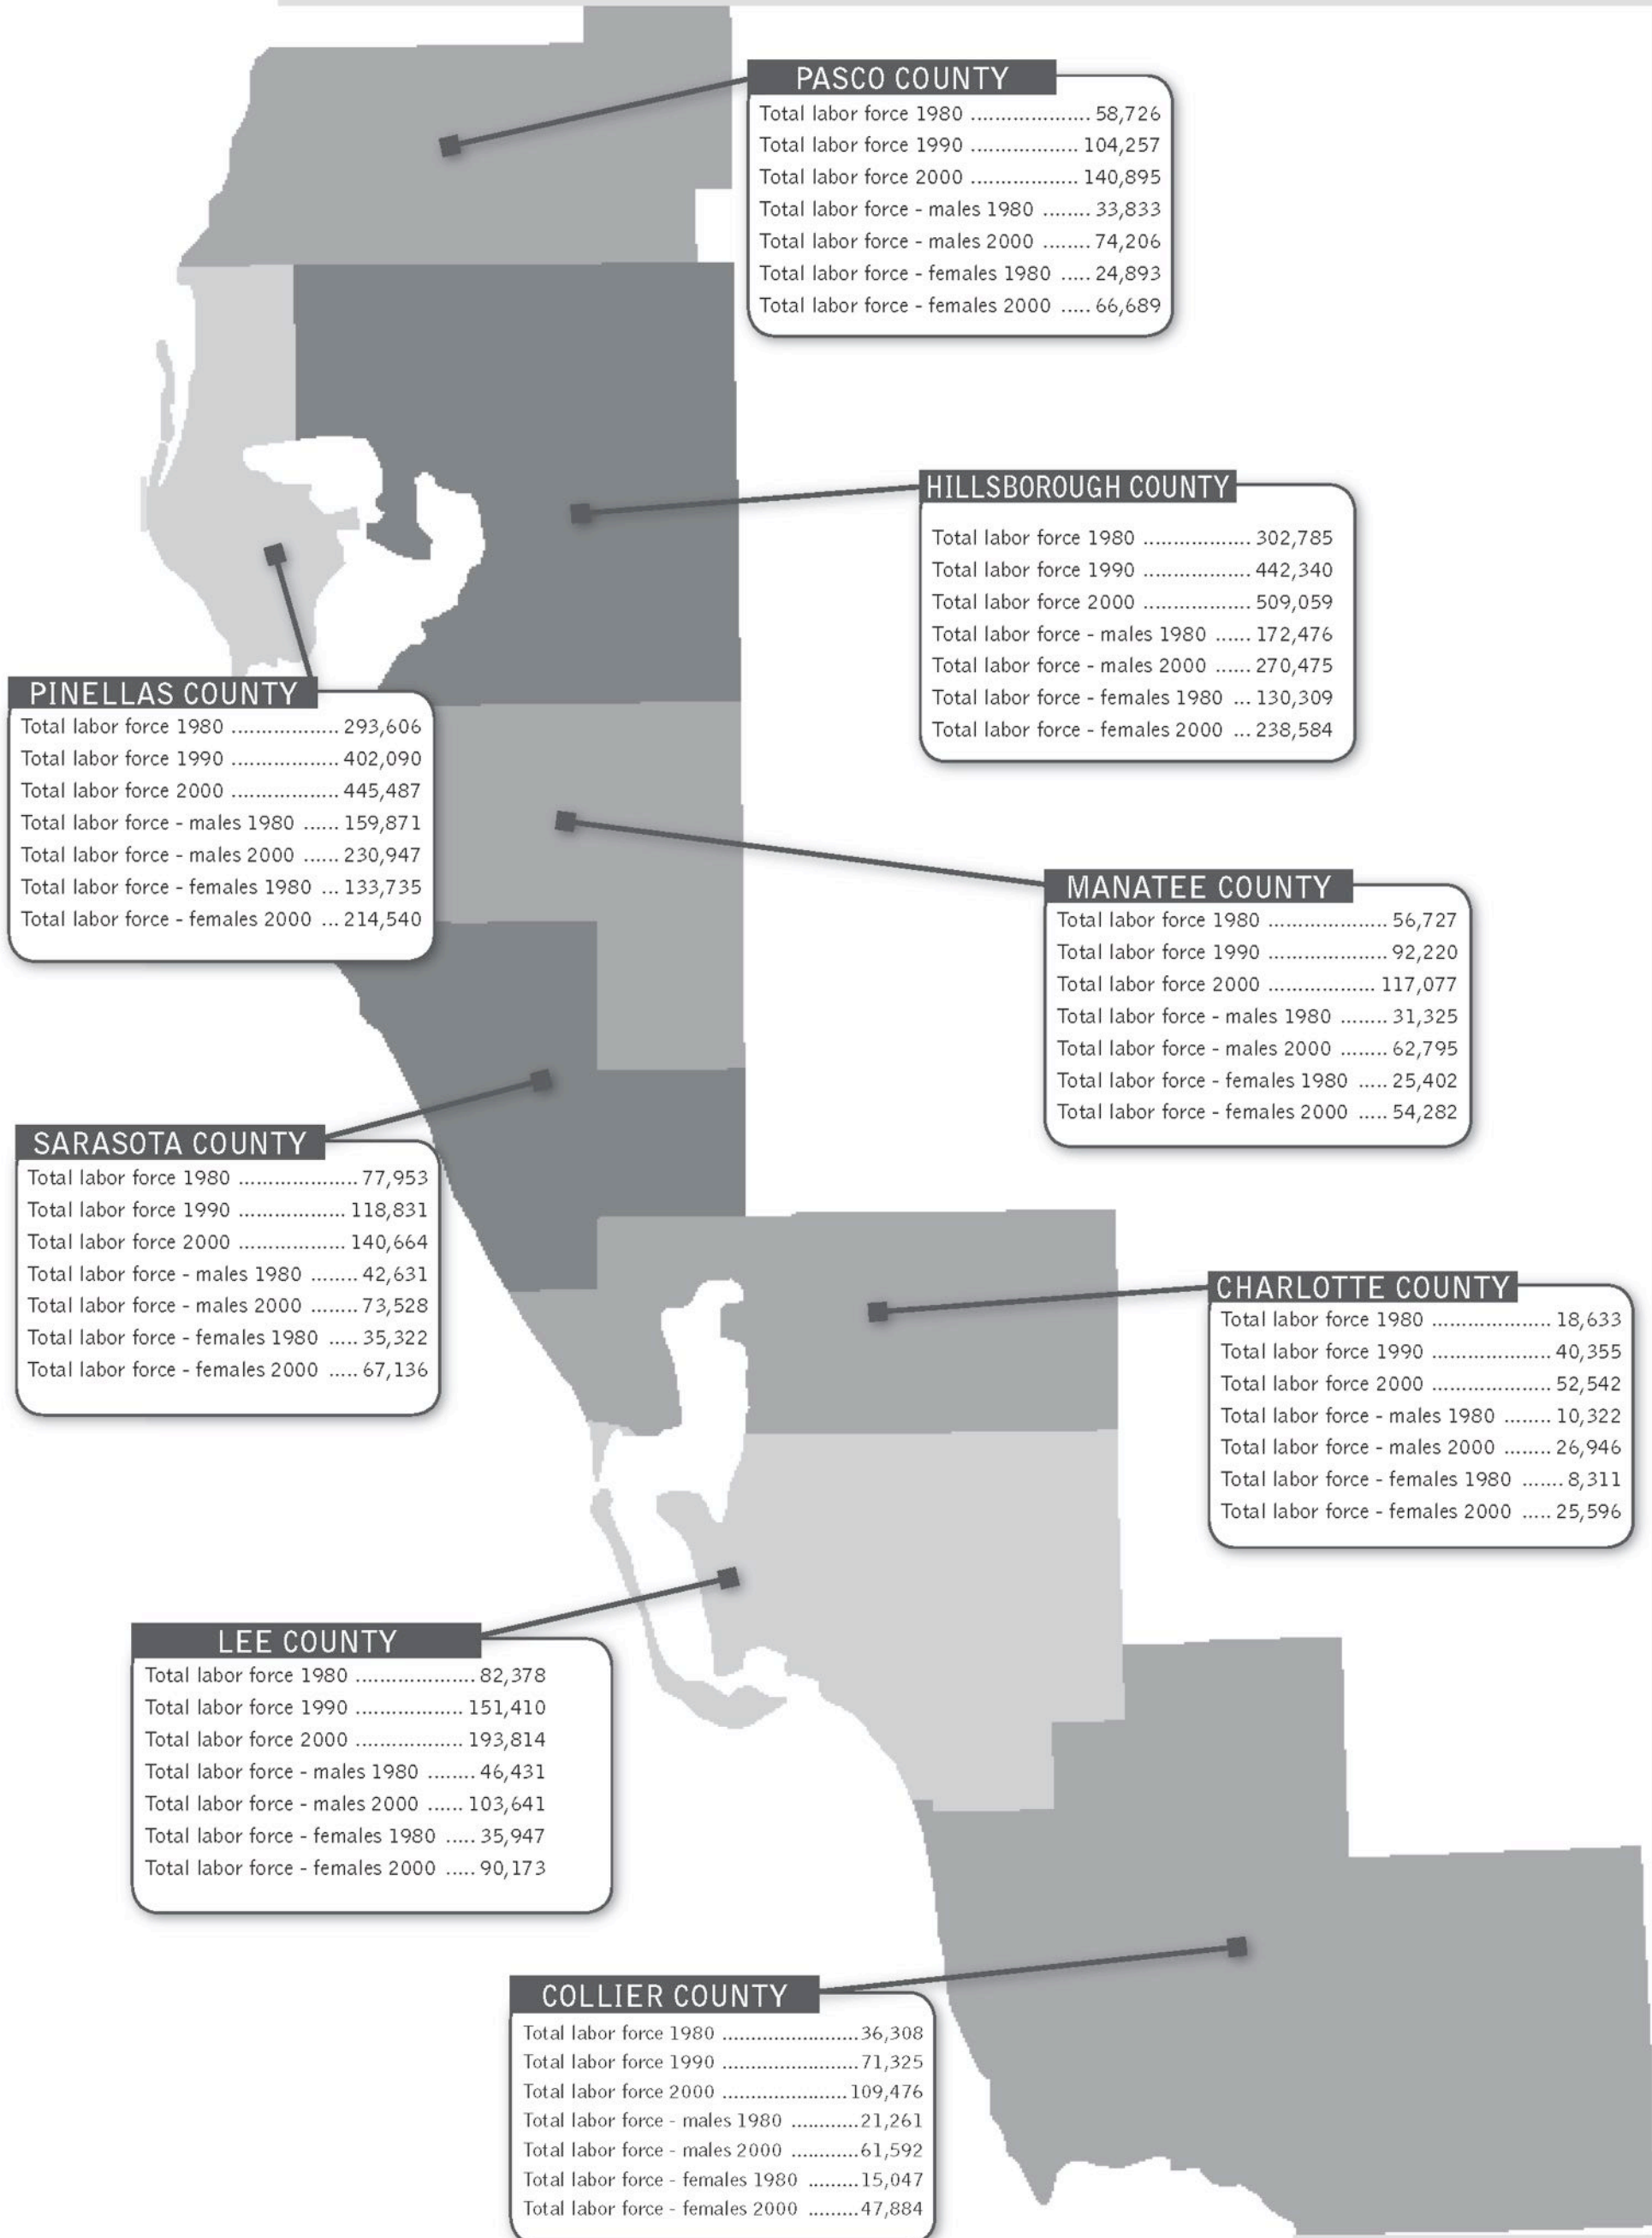 PASCO COUNTY
Total labor force 1980 .................... 58,726
Total labor force 1990 .................. 104,257
Total labor force 2000 .................. 140,895
Total labor force - males 1980 ........ 33,833
Total labor force - males 2000 ........ 74,206
Total labor force - females 1980 ..... 24,893
Total labor force - females 2000 ..... 66,689
HILLSBOROUGH COUNTY
Total labor force 1980 .................. 302,785
Total labor force 1990 .................. 442,340
Total labor force 2000 .................. 509,059
Total labor force - males 1980 ...... 172,476
Total labor force - males 2000 ...... 270,475
Total labor force - females 1980 ... 130,309
Total labor force - females 2000 ... 238,584
PINELLAS COUNTY
Total labor force 1980 .................. 293,606
Total labor force 1990 .................. 402,090
Total labor force 2000 .................. 445,487
Total labor force - males 1980 ...... 159,871
Total labor force - males 2000 ...... 230,947
Total labor force - females 1980 ... 133,735
Total labor force - females 2000 ... 214,540
MANATEE COUNTY
Total labor force 1980 .................... 56,727
Total labor force 1990 .................... 92,220
Total labor force 2000 .................. 117,077
Total labor force - males 1980 ........ 31,325
Total labor force - males 2000 ........ 62,795
Total labor force - females 1980 ..... 25,402
Total labor force - females 2000 ..... 54,282
SARASOTA COUNTY
Total labor force 1980 .................... 77,953
Total labor force 1990 .................. 118,831
Total labor force 2000 .................. 140,664
Total labor force - males 1980 ........ 42,631
Total labor force - males 2000 ........ 73,528
Total labor force - females 1980 ..... 35,322
Total labor force - females 2000 ..... 67,136
CHARLOTTE COUNTY
Total labor force 1980 .................... 18,633
Total labor force 1990 .................... 40,355
Total labor force 2000 .................... 52,542
Total labor force - males 1980 ........ 10,322
Total labor force - males 2000 ........ 26,946
Total labor force - females 1980 ....... 8,311
Total labor force - females 2000 ..... 25,596
LEE COUNTY
Total labor force 1980 .................... 82,378
Total labor force 1990 .................. 151,410
Total labor force 2000 .................. 193,814
Total labor force - males 1980 ........ 46,431
Total labor force - males 2000 ...... 103,641
Total labor force - females 1980 ..... 35,947
Total labor force - females 2000 ..... 90,173
COLLIER COUNTY
Total labor force 1980 ........................36,308
Total labor force 1990 ........................71,325
Total labor force 2000 ......................109,476
Total labor force - males 1980 ............21,261
Total labor force - males 2000 ............61,592
Total labor force - females 1980 .........15,047
Total labor force - females 2000 .........47,884